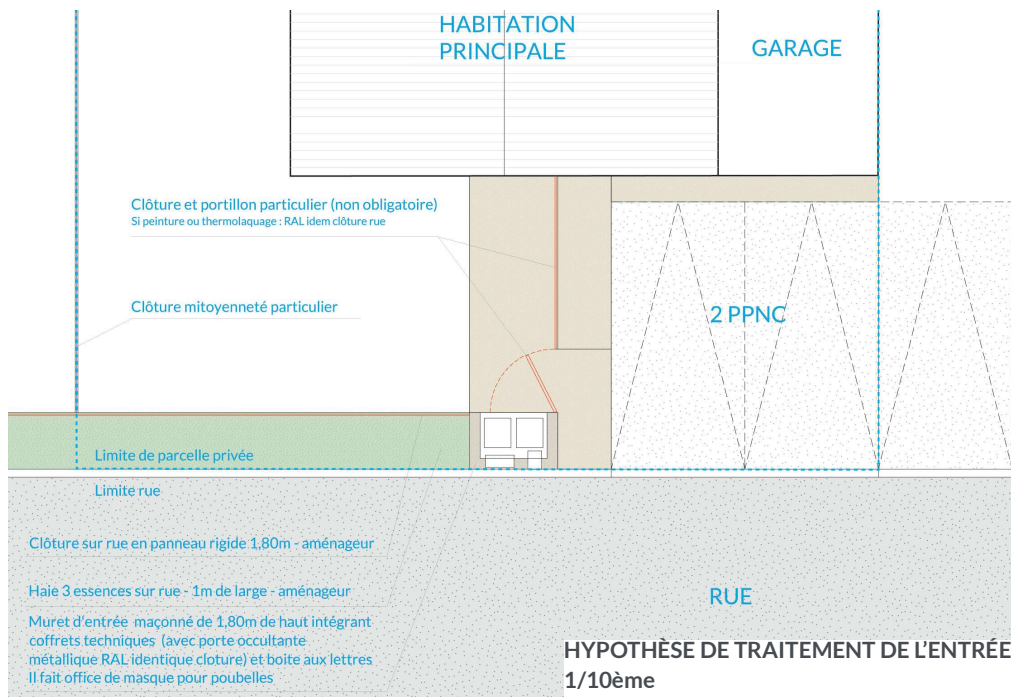 HABITATION
PRINCIPALE
GARAGE
Clôture et portillon particulier (non obligatoire)
Si peinture ou thermolaquage : RAL idem clôture rue
Clôture mitoyenneté particulier
2 PPNC
Limite de parcelle privée
Limite rue
Clôture sur rue en panneau rigide 1,80m - aménageur
Haie 3 essences sur rue - 1m de large - aménageur
Muret d'entrée maçonné de 1,80m de haut intégrant
coffrets techniques (avec porte occultante
métallique RAL identique cloture) et boite aux lettres
Il fait office de masque pour poubelles
RUE
HYPOTHÈSE DE TRAITEMENT DE L'ENTRÉE
1/10ème